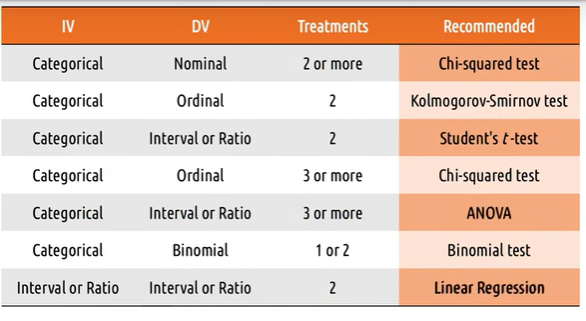 IV DV Treatments Recommended
Categorical Nominal 2 or more Chi-squared test
Categorical Ordinal 2 Kolmogorov-Smirnov test
Categorical Interval or Ratio 2 Student's t-test
Categorical Ordinal 3 or more Chi-squared test
Categorical Interval or Ratio 3 or more ANOVA
Categorical Binomial 1 or 2 Binomial test
Interval or Ratio Interval or Ratio 2 Linear Regression